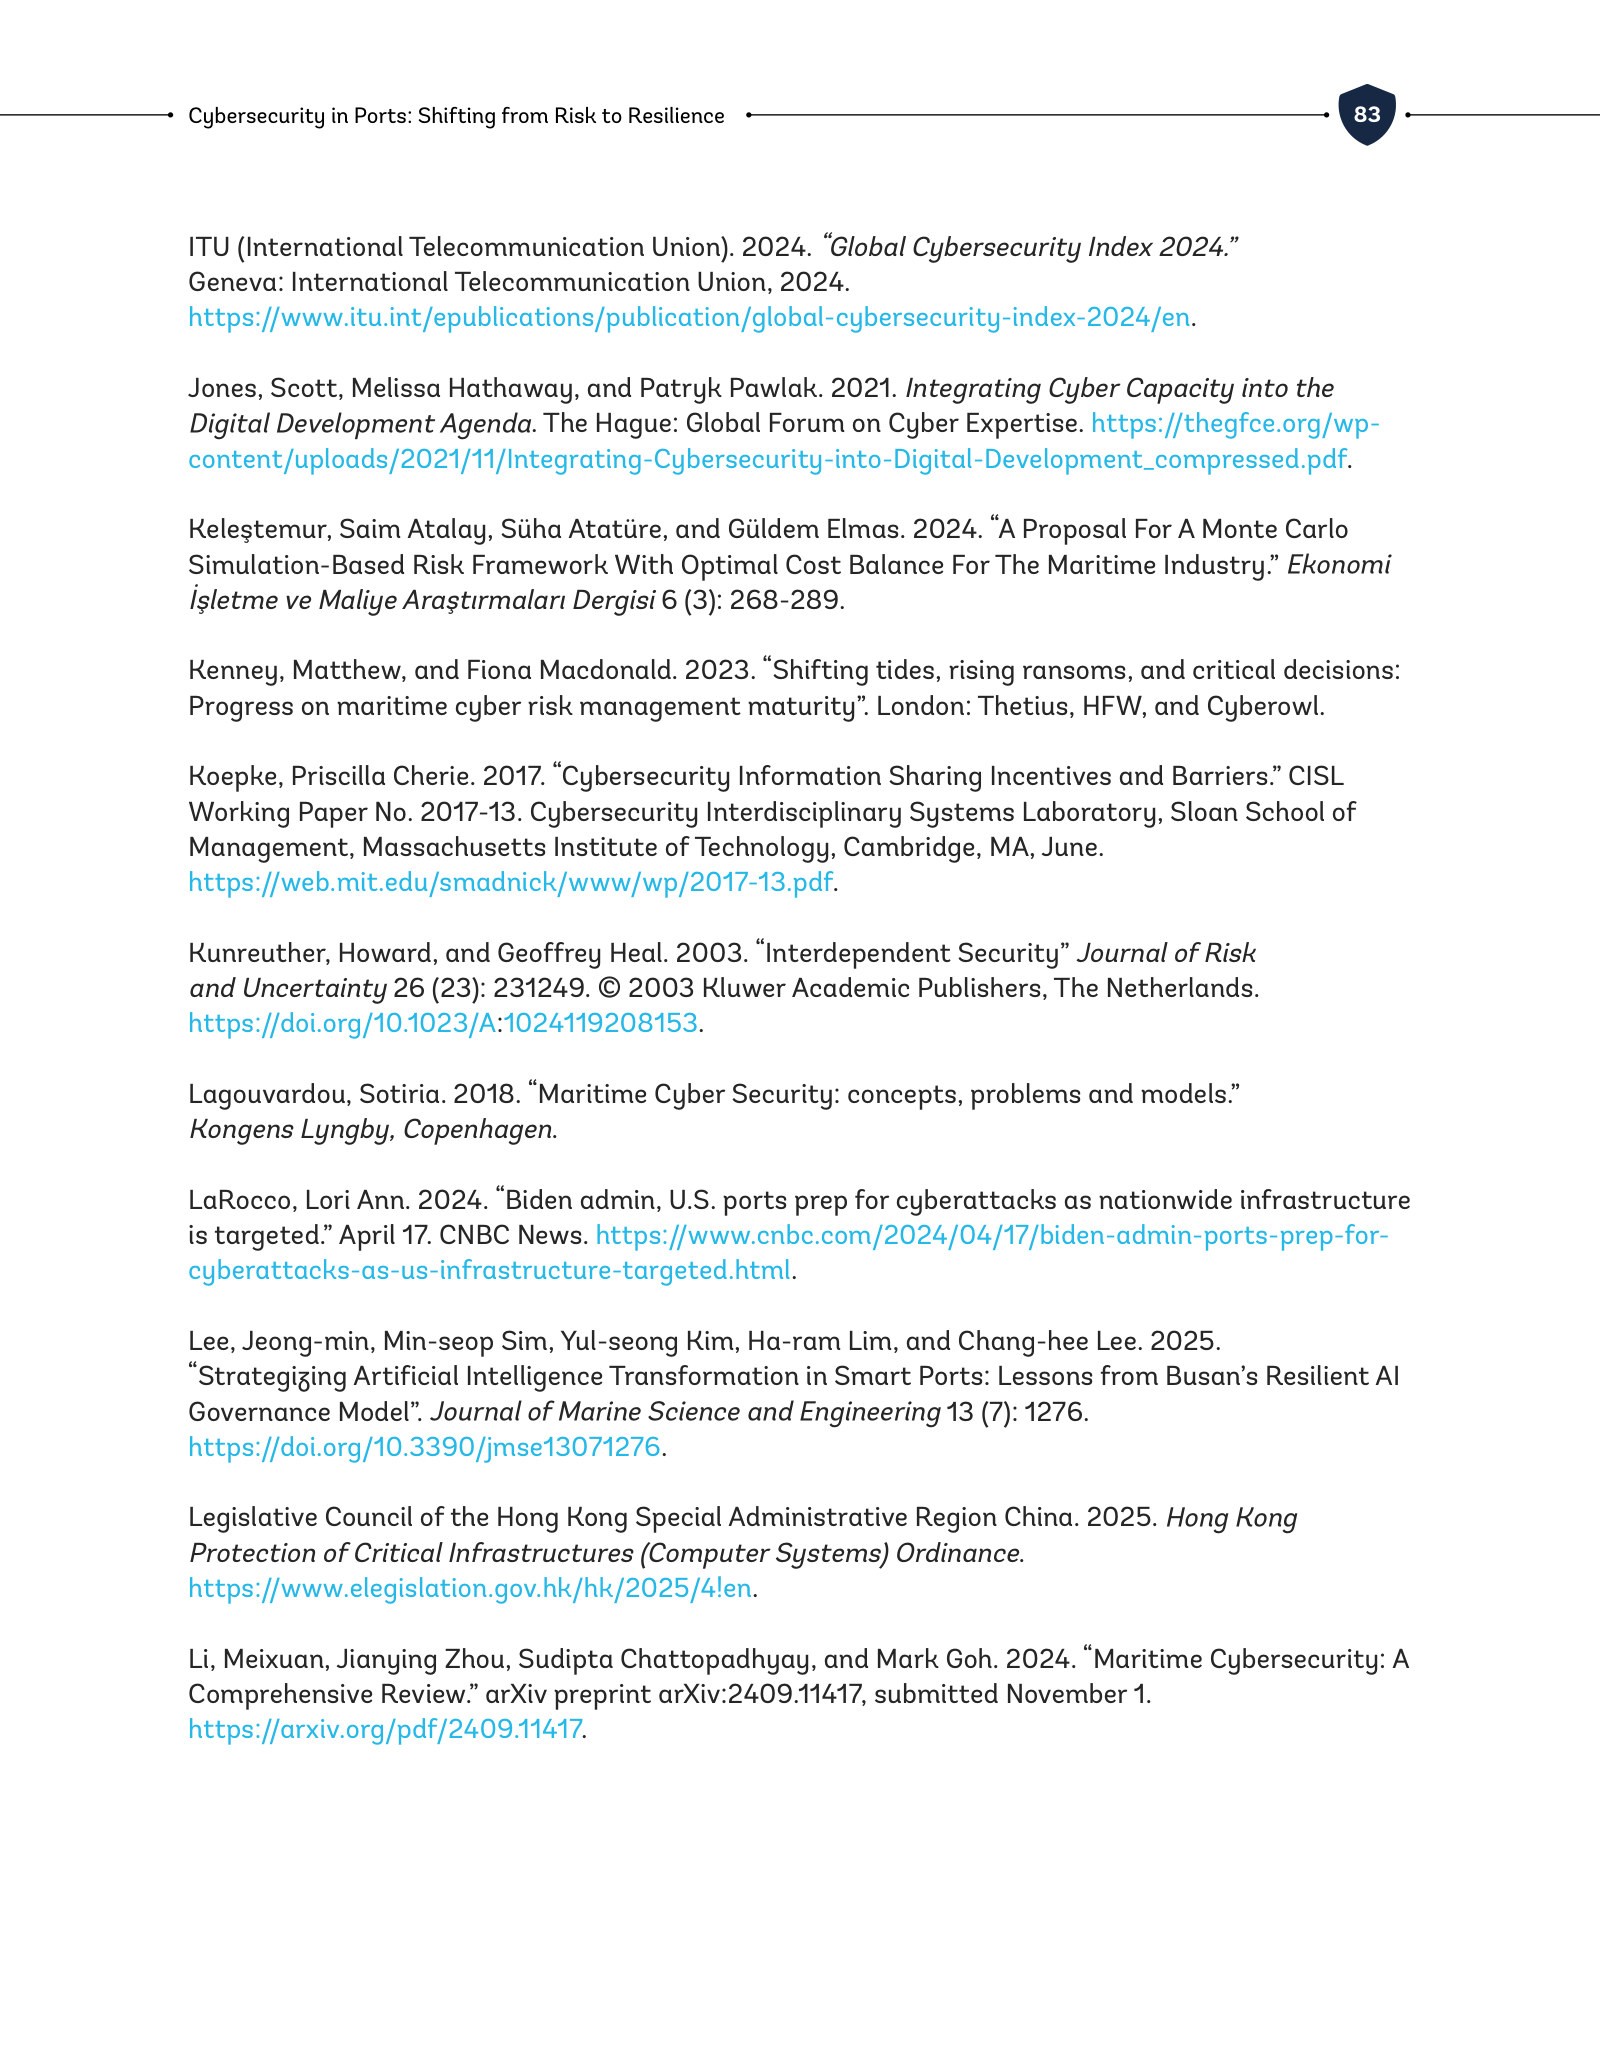 Cybersecurity in Ports: Shifting from Risk to Resilience
83
ITU (International Telecommunication Union). 2024. “Global Cybersecurity Index 2024.”
Geneva: International Telecommunication Union, 2024.
https://www.itu.int/epublications/publication/global-cybersecurity-index-2024/en.
Jones, Scott, Melissa Hathaway, and Patryk Pawlak. 2021. Integrating Cyber Capacity into the
Digital Development Agenda. The Hague: Global Forum on Cyber Expertise. https://thegfce.org/wp-
content/uploads/2021/11/Integrating-Cybersecurity-into-Digital-Development_compressed.pdf.
Keleştemur, Saim Atalay, Süha Atatüre, and Güldem Elmas. 2024. “A Proposal For A Monte Carlo
Simulation-Based Risk Framework With Optimal Cost Balance For The Maritime Industry.” Ekonomi
İşletme ve Maliye Araştırmaları Dergisi 6 (3): 268-289.
Kenney, Matthew, and Fiona Macdonald. 2023. “Shifting tides, rising ransoms, and critical decisions:
Progress on maritime cyber risk management maturity”. London: Thetius, HFW, and Cyberowl.
Koepke, Priscilla Cherie. 2017. “Cybersecurity Information Sharing Incentives and Barriers.” CISL
Working Paper No. 2017-13. Cybersecurity Interdisciplinary Systems Laboratory, Sloan School of
Management, Massachusetts Institute of Technology, Cambridge, MA, June.
https://web.mit.edu/smadnick/www/wp/2017-13.pdf.
Kunreuther, Howard, and Geoffrey Heal. 2003. “Interdependent Security” Journal of Risk
and Uncertainty 26 (23): 231249. © 2003 Kluwer Academic Publishers, The Netherlands.
https://doi.org/10.1023/A:1024119208153.
Lagouvardou, Sotiria. 2018. “Maritime Cyber Security: concepts, problems and models.”
Kongens Lyngby, Copenhagen.
LaRocco, Lori Ann. 2024. “Biden admin, U.S. ports prep for cyberattacks as nationwide infrastructure
is targeted.” April 17. CNBC News. https://www.cnbc.com/2024/04/17/biden-admin-ports-prep-for-
cyberattacks-as-us-infrastructure-targeted.html.
Lee, Jeong-min, Min-seop Sim, Yul-seong Kim, Ha-ram Lim, and Chang-hee Lee. 2025.
“Strategizing Artificial Intelligence Transformation in Smart Ports: Lessons from Busan’s Resilient AI
Governance Model”. Journal of Marine Science and Engineering 13 (7): 1276.
https://doi.org/10.3390/jmse13071276.
Legislative Council of the Hong Kong Special Administrative Region China. 2025. Hong Kong
Protection of Critical Infrastructures (Computer Systems) Ordinance.
https://www.elegislation.gov.hk/hk/2025/4!en.
Li, Meixuan, Jianying Zhou, Sudipta Chattopadhyay, and Mark Goh. 2024. “Maritime Cybersecurity: A
Comprehensive Review.” arXiv preprint arXiv:2409.11417, submitted November 1.
https://arxiv.org/pdf/2409.11417.